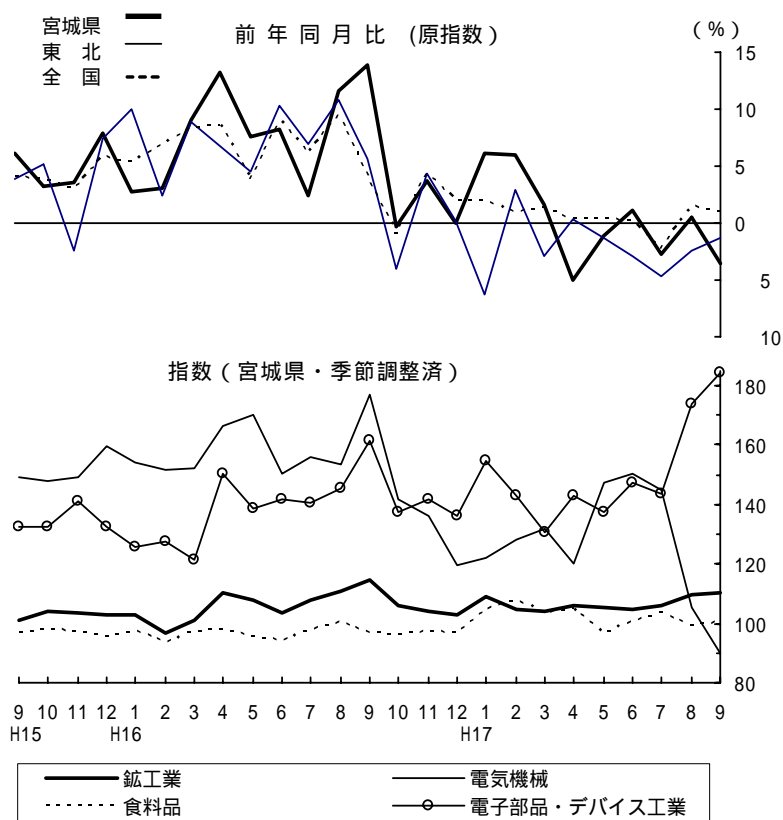 宮城県
東 北
全 国
前 年 同 月 比 (原指数)
(%)
15
10
5
0
5
10
指数(宮城県・季節調整済)
180
160
140
120
100
80
9 10 11 12 1 2 3 4 5 6 7 8 9 10 11 12 1 2 3 4 5 6 7 8 9
H15 H16 H17
鉱工業 電気機械
食料品 電子部品・デバイス工業